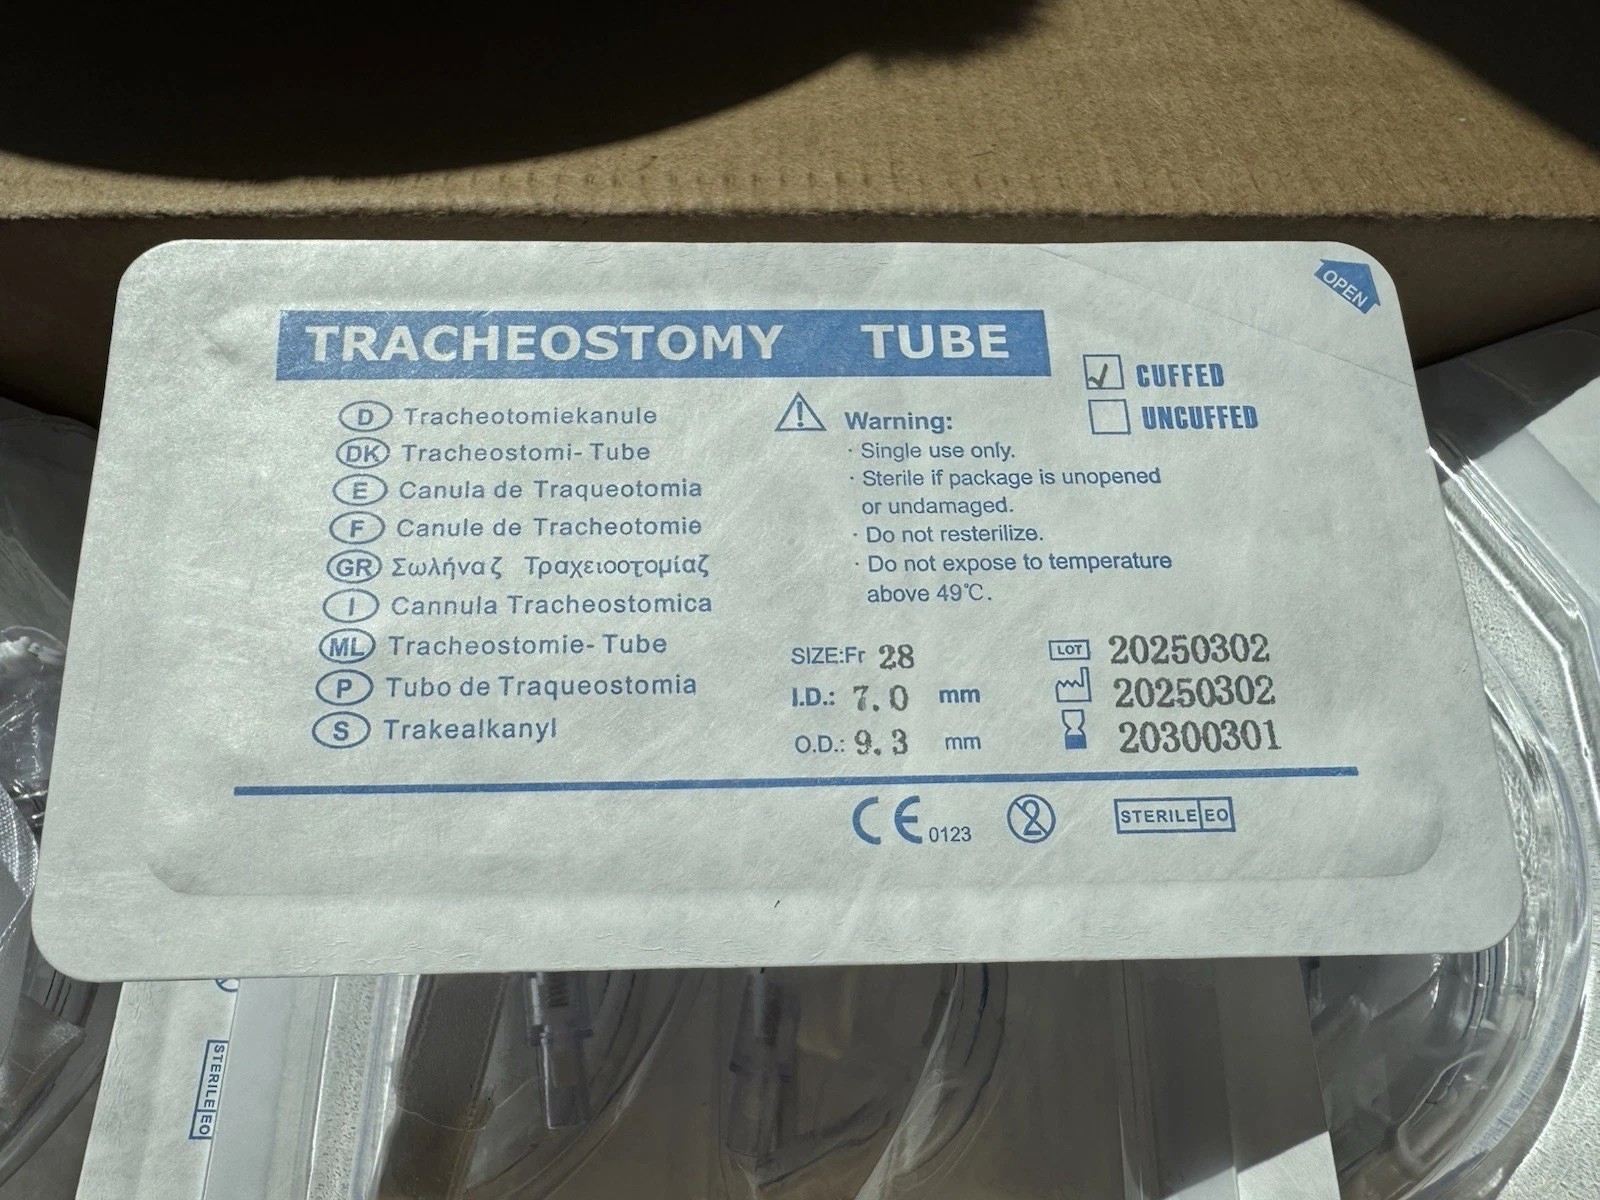 OPEN
TRACHEOSTOMY TUBE
CUFFED
UNCUFFED
D Tracheotomiekanule
DK Tracheostomi-Tube
E Canula de Traqueotomia
F Canule de Tracheotomie
GR Σωλήναζ Τραχειοοτομίαζ
I Cannula Tracheostomica
ML Tracheostomie-Tube
P Tubo de Traqueostomia
S Trakealkanyl
! Warning:
· Single use only.
· Sterile if package is unopened
or undamaged.
· Do not resterilize.
· Do not expose to temperature
above 49℃.
SIZE:Fr 28
I.D.: 7.0 mm
O.D.: 9.3 mm
LOT 20250302
20250302
20300301
CE 0123
2
STERILE EO
STERILE EO